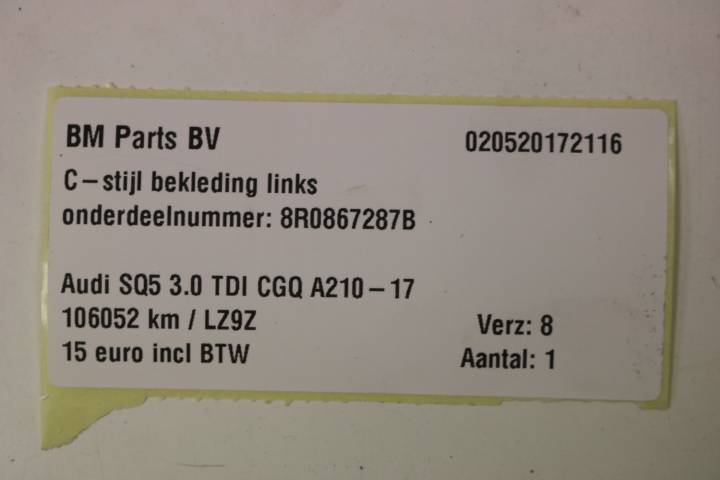 BM Parts BV 020520172116
C-stijl bekleding links
onderdeelnummer: 8R0867287B
Audi SQ5 3.0 TDI CGQ A210-17
106052 km / LZ9Z Verz: 8
15 euro incl BTW Aantal: 1